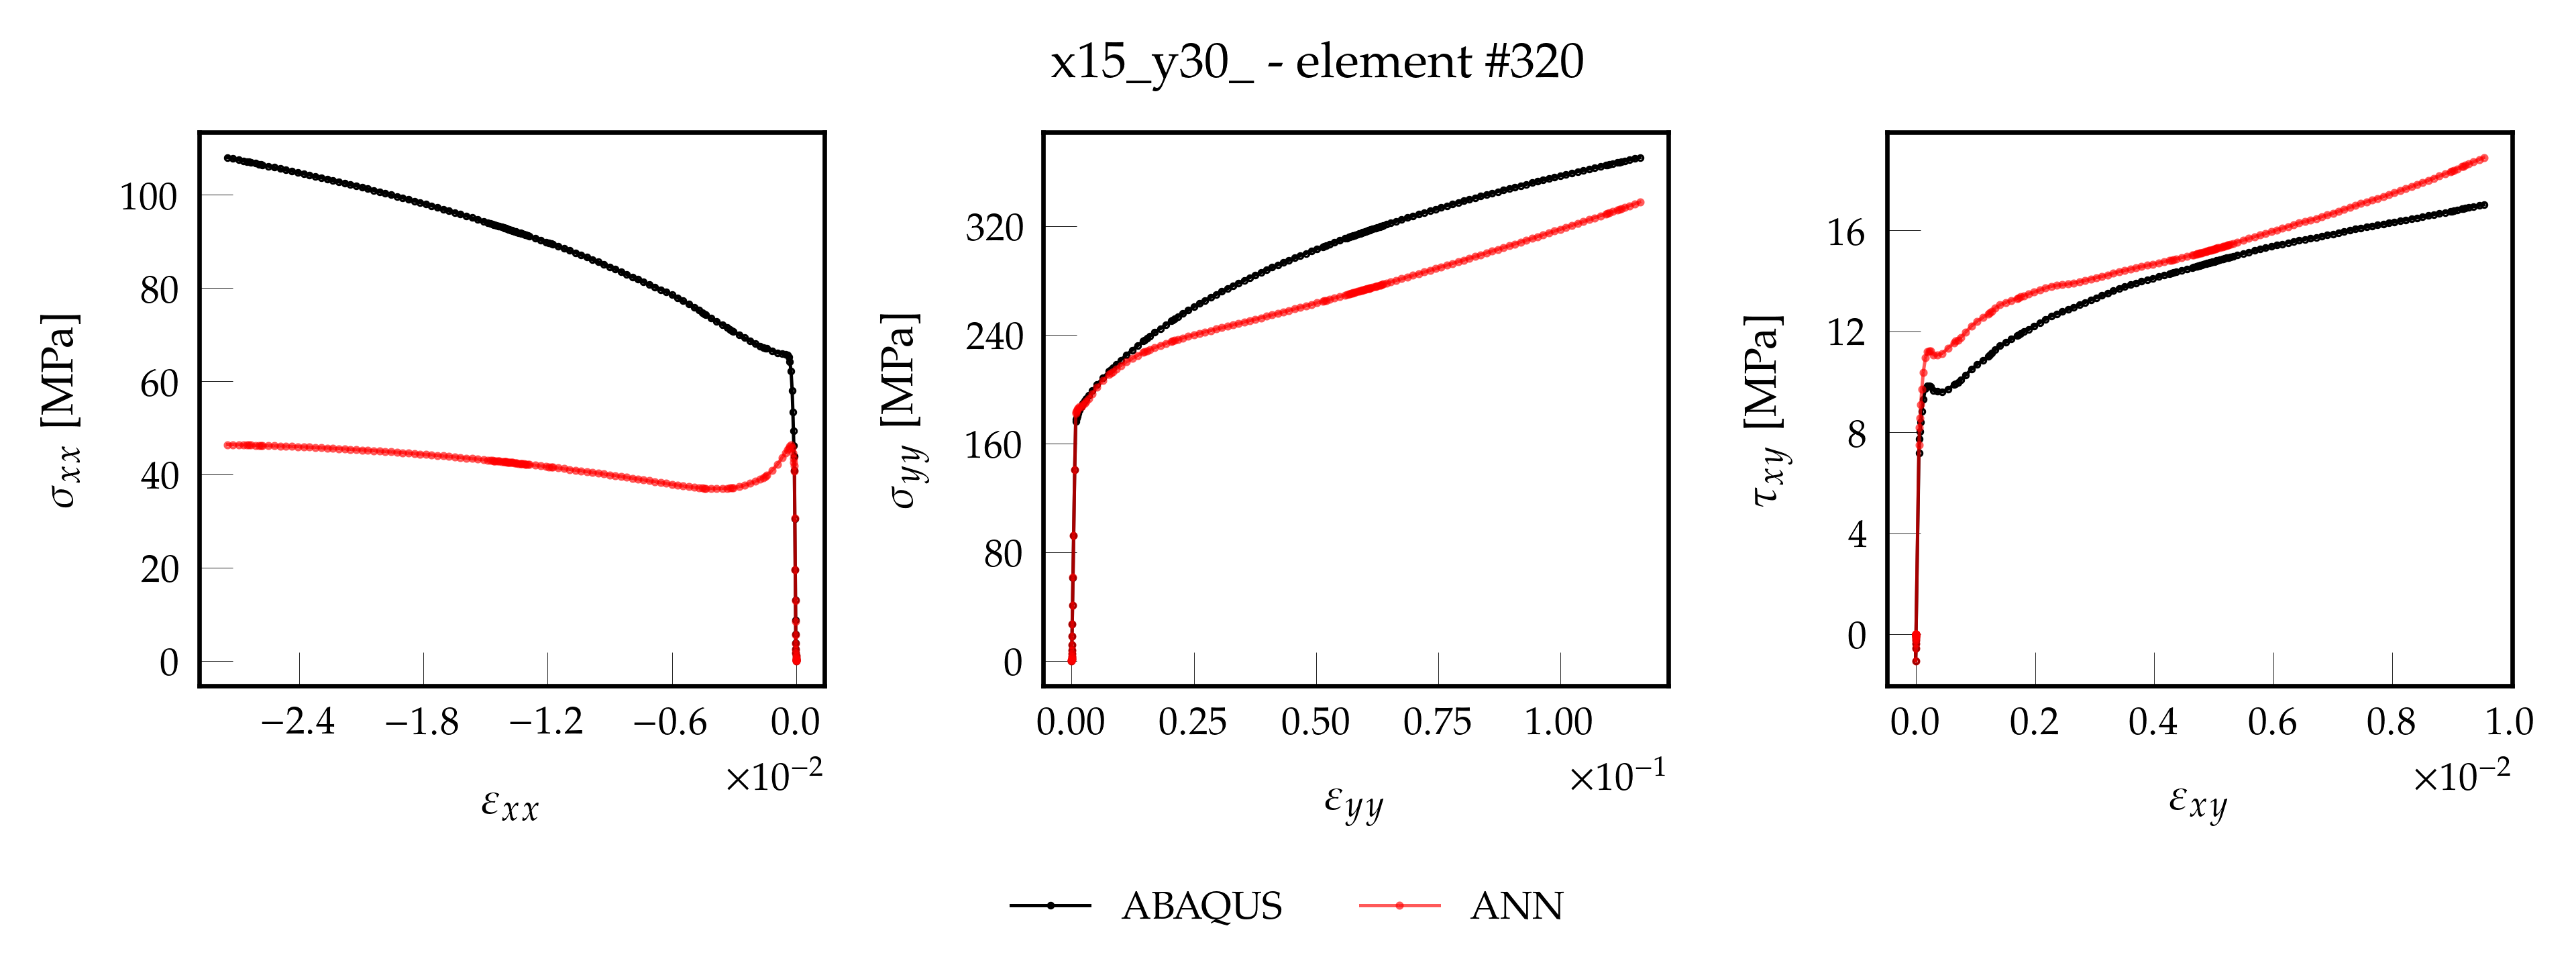 x15_y30_ - element #320
σxx [MPa]
100
80
60
40
20
0
−2.4 −1.8 −1.2 −0.6 0.0
×10−2
εxx
σyy [MPa]
320
240
160
80
0
0.00 0.25 0.50 0.75 1.00
×10−1
εyy
τxy [MPa]
16
12
8
4
0
0.0 0.2 0.4 0.6 0.8 1.0
×10−2
εxy
ABAQUS ANN